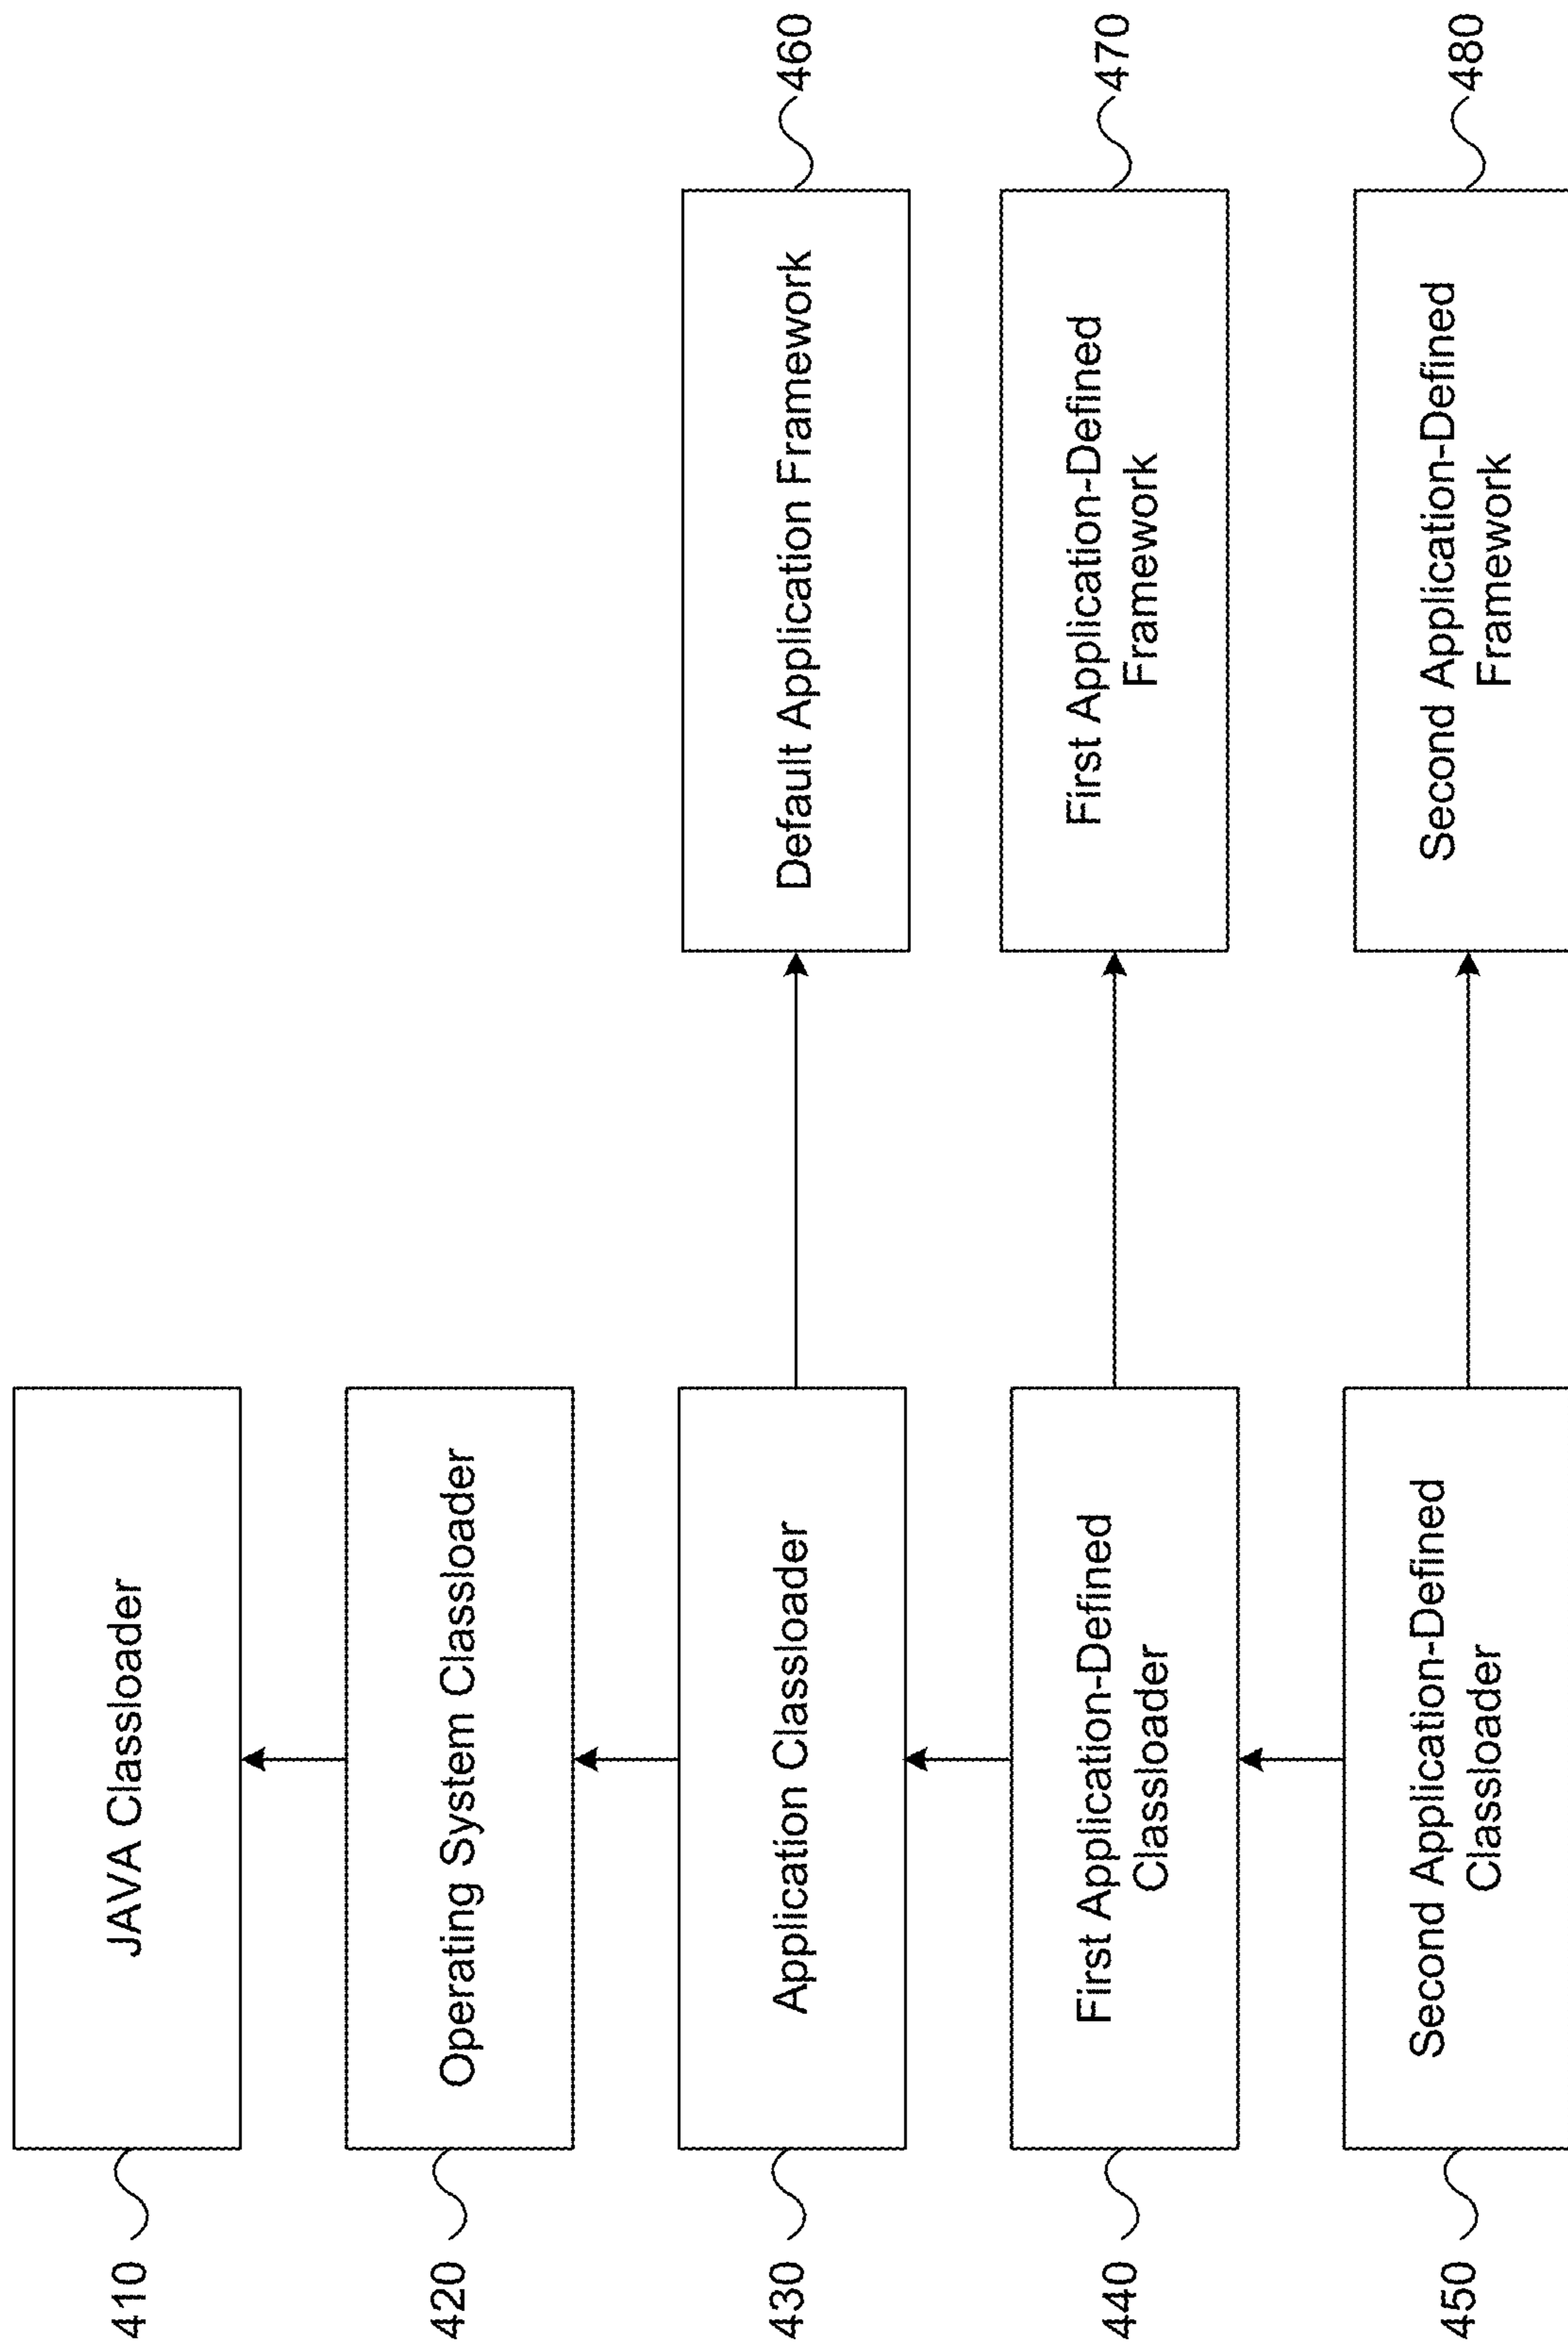 410
JAVA Classloader
420
Operating System Classloader
430
Application Classloader
Default Application Framework
460
440
First Application-Defined
Classloader
First Application-Defined
Framework
470
450
Second Application-Defined
Classloader
Second Application-Defined
Framework
480